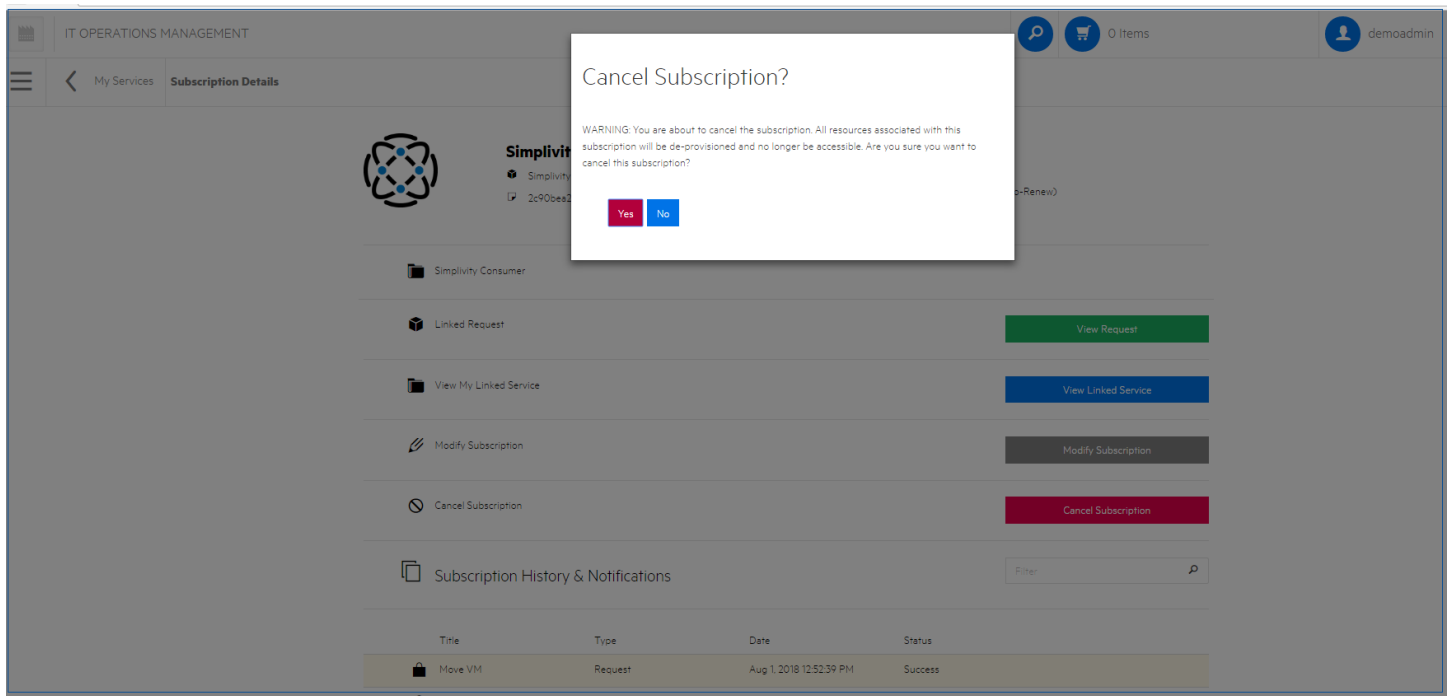 IT OPERATIONS MANAGEMENT
0 Items
demoadmin
My Services
Subscription Details
Cancel Subscription?
WARNING: You are about to cancel the subscription. All resources associated with this
subscription will be de-provisioned and no longer be accessible. Are you sure you want to
cancel this subscription?
Yes
No
Simplivit
Simplivity
2c90bea2
o-Renew)
Simplivity Consumer
Linked Request
View Request
View My Linked Service
View Linked Service
Modify Subscription
Modify Subscription
Cancel Subscription
Cancel Subscription
Subscription History & Notifications
Filter
Title Type Date Status
Move VM Request Aug 1, 2018 12:52:39 PM Success